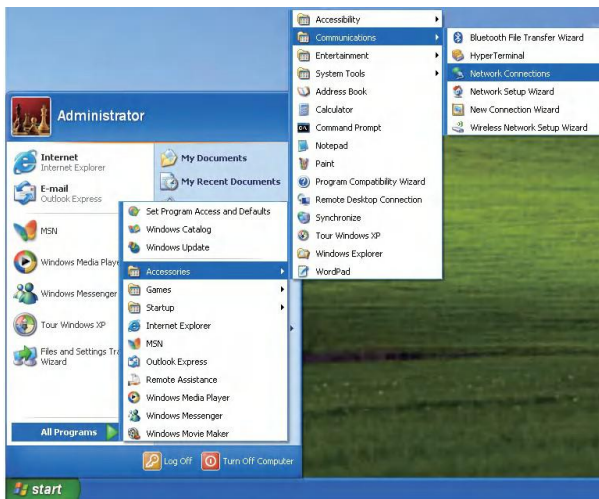 Administrator
Internet
Internet Explorer
E-mail
Outlook Express
MSN
Windows Media Playe
Windows Messenger
Tour Windows XP
Files and Settings Tra
Wizard
All Programs
My Documents
My Recent Documents
Set Program Access and Defaults
Windows Catalog
Windows Update
Accessories
Games
Startup
Internet Explorer
MSN
Outlook Express
Remote Assistance
Windows Media Player
Windows Messenger
Windows Movie Maker
Accessibility
Communications
Entertainment
System Tools
Address Book
Calculator
Command Prompt
Notepad
Paint
Program Compatibility Wizard
Remote Desktop Connection
Synchronize
Tour Windows XP
Windows Explorer
WordPad
Bluetooth File Transfer Wizard
HyperTerminal
Network Connections
Network Setup Wizard
New Connection Wizard
Wireless Network Setup Wizard
Log Off
Turn Off Computer
start